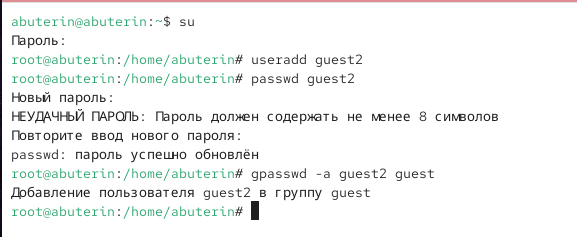 abuterin@abuterin:~$ su
Пароль:
root@abuterin:/home/abuterin# useradd guest2
root@abuterin:/home/abuterin# passwd guest2
Новый пароль:
НЕУДАЧНЫЙ ПАРОЛЬ: Пароль должен содержать не менее 8 символов
Повторите ввод нового пароля:
passwd: пароль успешно обновлён
root@abuterin:/home/abuterin# gpasswd -a guest2 guest
Добавление пользователя guest2 в группу guest
root@abuterin:/home/abuterin#